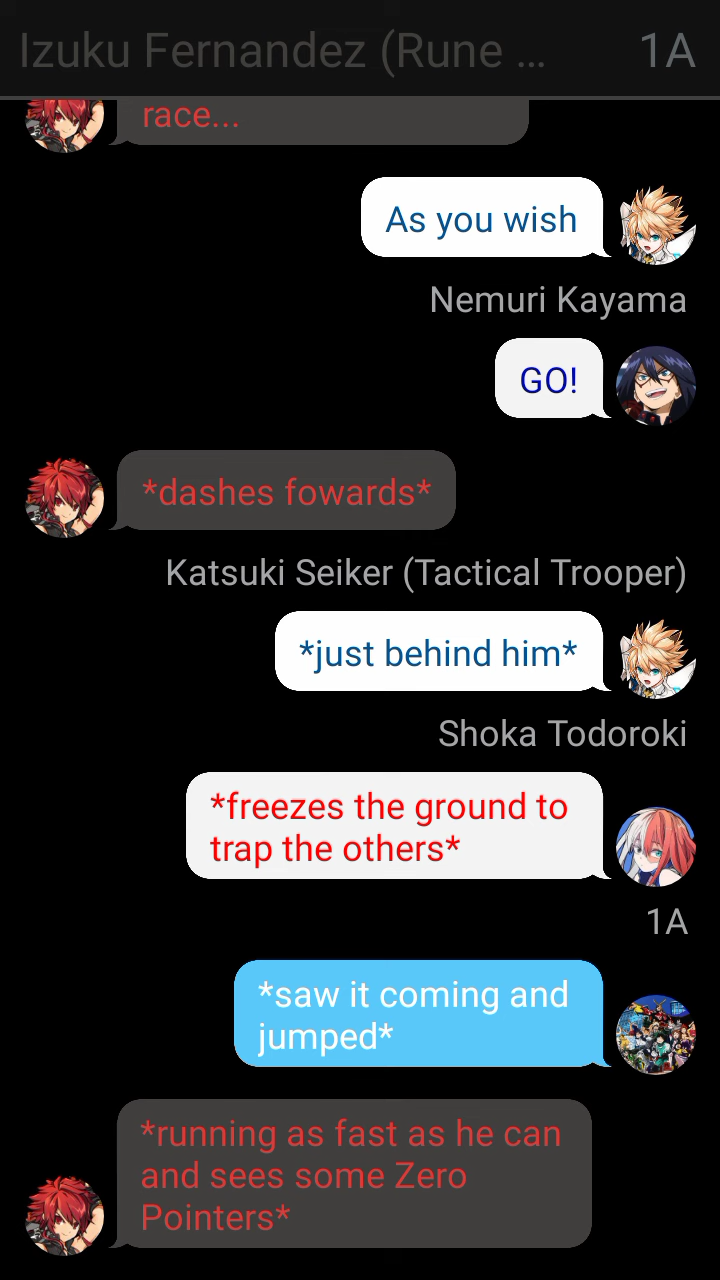 Izuku Fernandez (Rune ...
1A
race...
As you wish
Nemuri Kayama
GO!
*dashes fowards*
Katsuki Seiker (Tactical Trooper)
*just behind him*
Shoka Todoroki
*freezes the ground to
trap the others*
1A
*saw it coming and
jumped*
*running as fast as he can
and sees some Zero
Pointers*